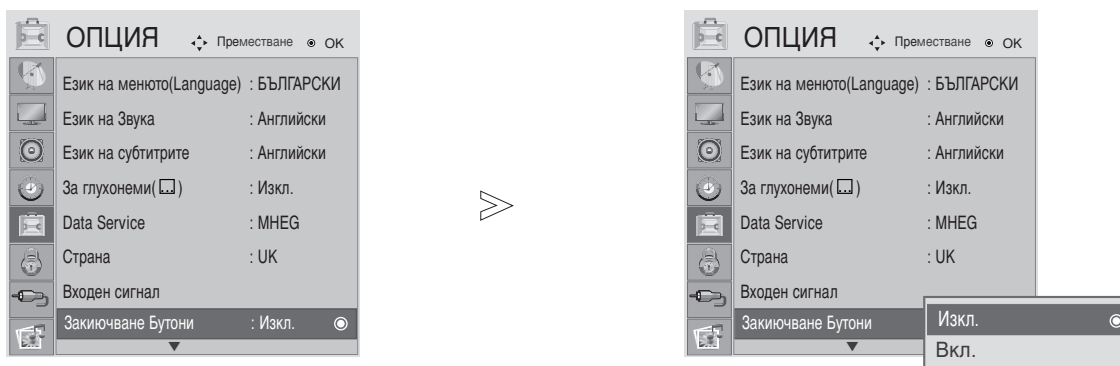 ОПЦИЯ Преместване OK
Език на менюто(Language) : БЪЛГАРСКИ
Език на Звука : Английски
Език на субтитрите : Английски
За глухонеми( ) : Изкл.
Data Service : MHEG
Страна : UK
Входен сигнал
Закиючване Бутони : Изкл.
ОПЦИЯ Преместване OK
Език на менюто(Language) : БЪЛГАРСКИ
Език на Звука : Английски
Език на субтитрите : Английски
За глухонеми( ) : Изкл.
Data Service : MHEG
Страна : UK
Входен сигнал
Закиючване Бутони
Изкл.
Вкл.